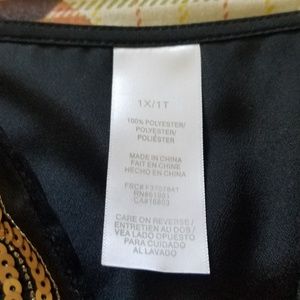 1X/1T
100% POLYESTER/
POLYESTER/
POLIÉSTER
MADE IN CHINA
FAIT EN CHINE
HECHO EN CHINA
CARE ON REVERSE/
ENTRETIEN AU DOS/
VEA LADO OPUESTO
PARA CUIDADO
AL LAVADO